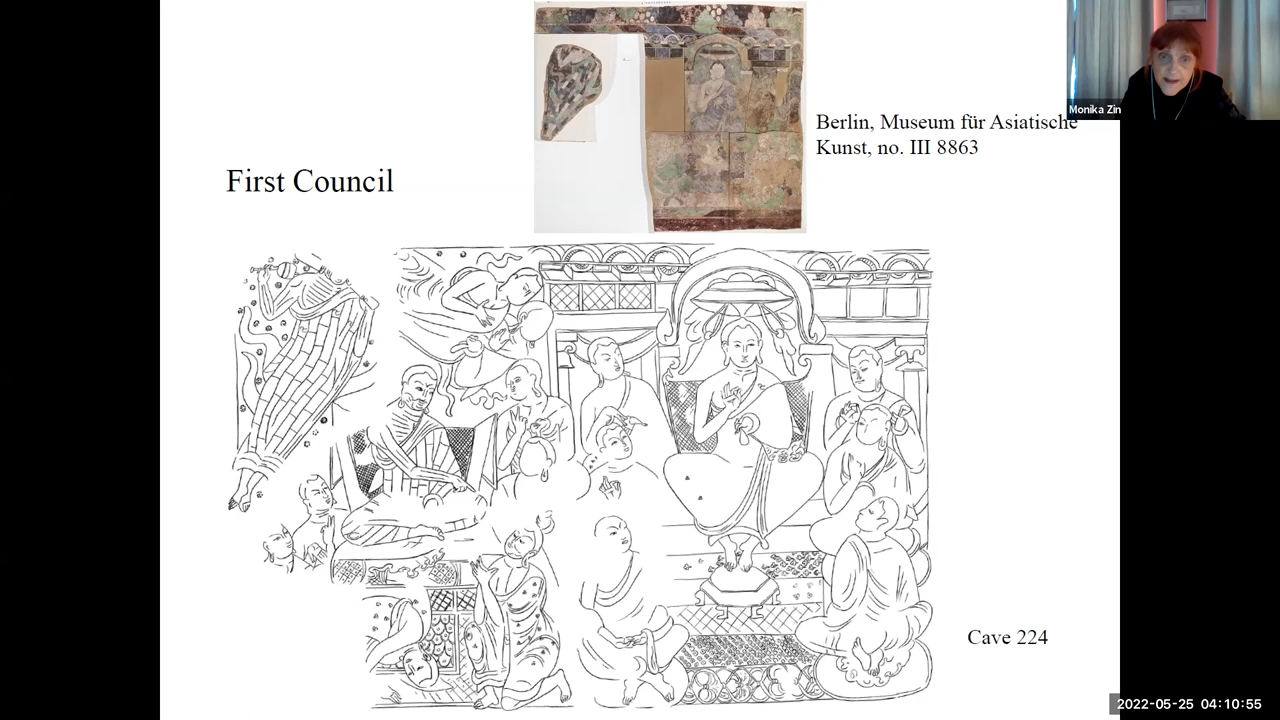 Monika Zin
Berlin, Museum für Asiatische
Kunst, no. III 8863
First Council
Cave 224
2022-05-25 04:10:55